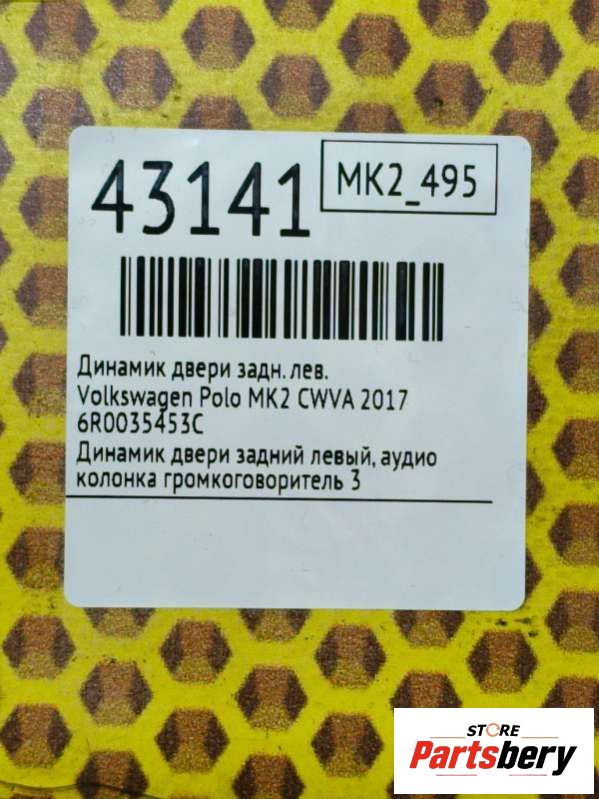 43141
MK2_495
Динамик двери задн. лев.
Volkswagen Polo MK2 CWVA 2017
6R0035453C
Динамик двери задний левый, аудио
колонка громкоговоритель 3
STORE
Partsbery